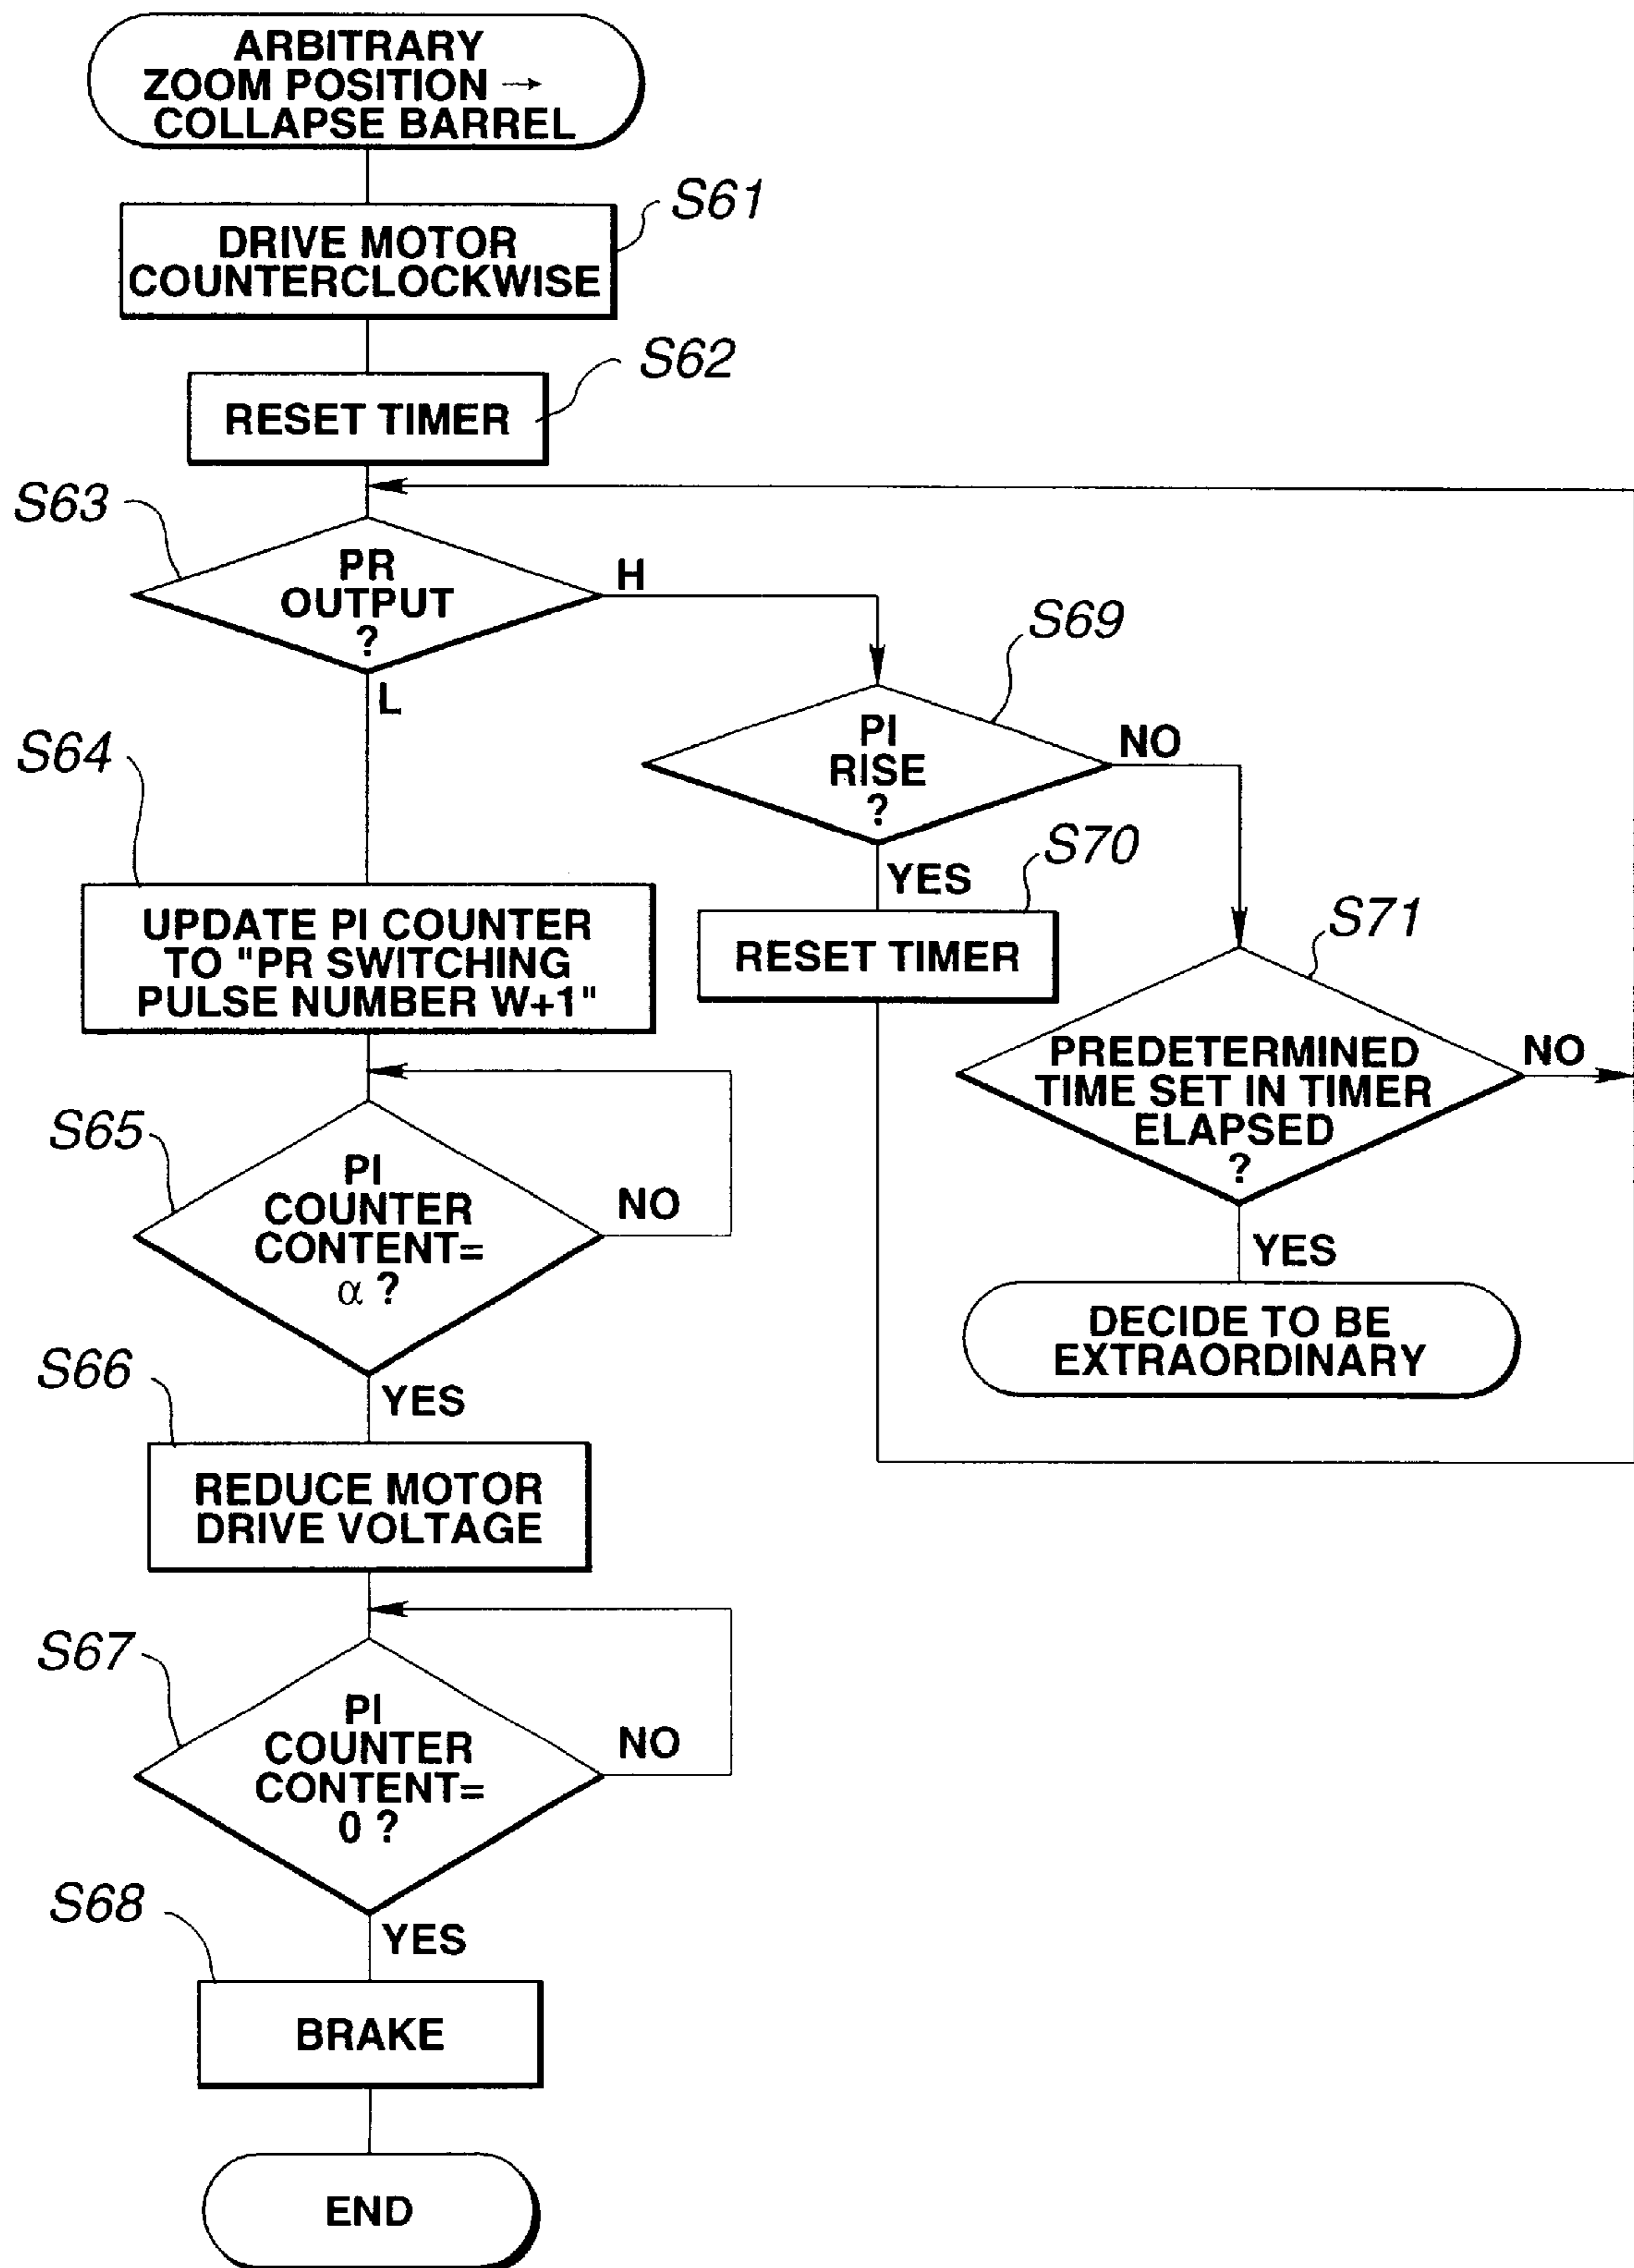 ARBITRARY
ZOOM POSITION →
COLLAPSE BARREL
S61
DRIVE MOTOR
COUNTERCLOCKWISE
S62
RESET TIMER
S63
PR
OUTPUT
?
H
L
S69
PI
RISE
?
NO
YES
S70
RESET TIMER
S71
PREDETERMINED
TIME SET IN TIMER
ELAPSED
?
NO
YES
DECIDE TO BE
EXTRAORDINARY
S64
UPDATE PI COUNTER
TO "PR SWITCHING
PULSE NUMBER W+1"
S65
PI
COUNTER
CONTENT=
α ?
NO
YES
S66
REDUCE MOTOR
DRIVE VOLTAGE
S67
PI
COUNTER
CONTENT=
0 ?
NO
YES
S68
BRAKE
END